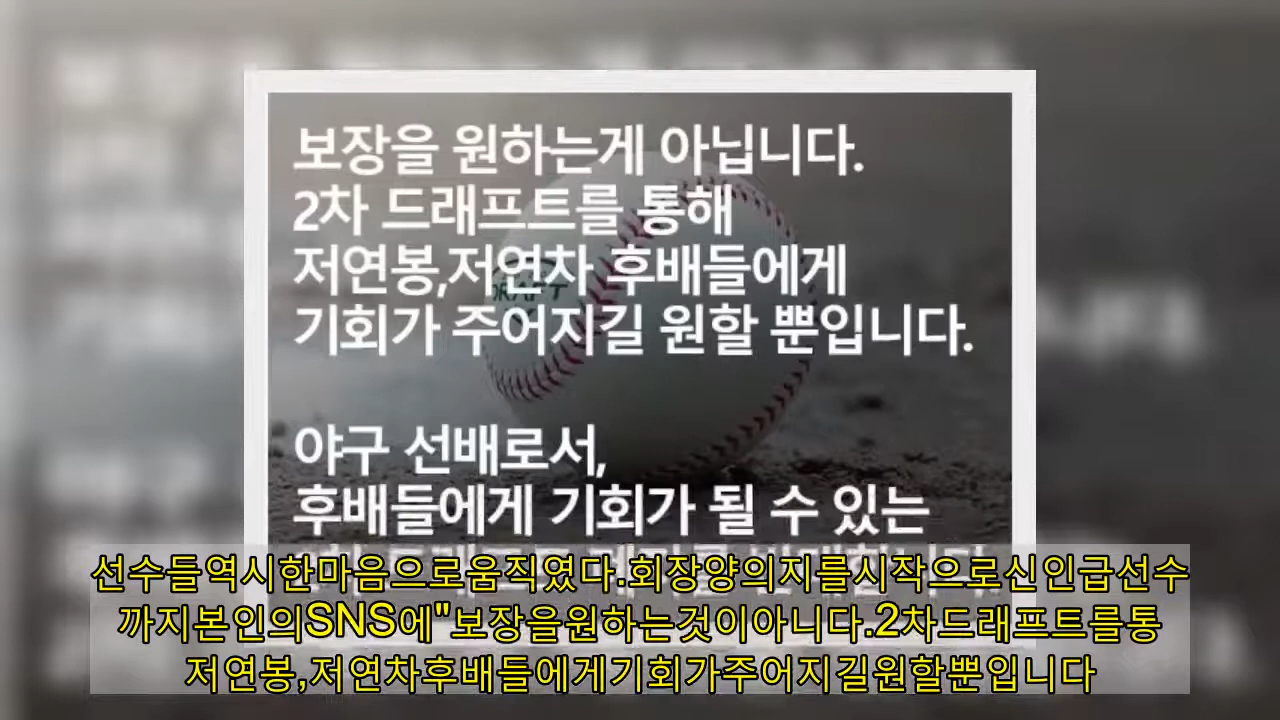 보장을 원하는게 아닙니다.
2차 드래프트를 통해
저연봉,저연차 후배들에게
기회가 주어지길 원할 뿐입니다.
야구 선배로서,
후배들에게 기회가 될 수 있는
선수들역시한마음으로움직였다.회장양의지를시작으로신인급선수
까지본인의SNS에"보장을원하는것이아니다.2차드래프트를통
저연봉,저연차후배들에게기회가주어지길원할뿐입니다